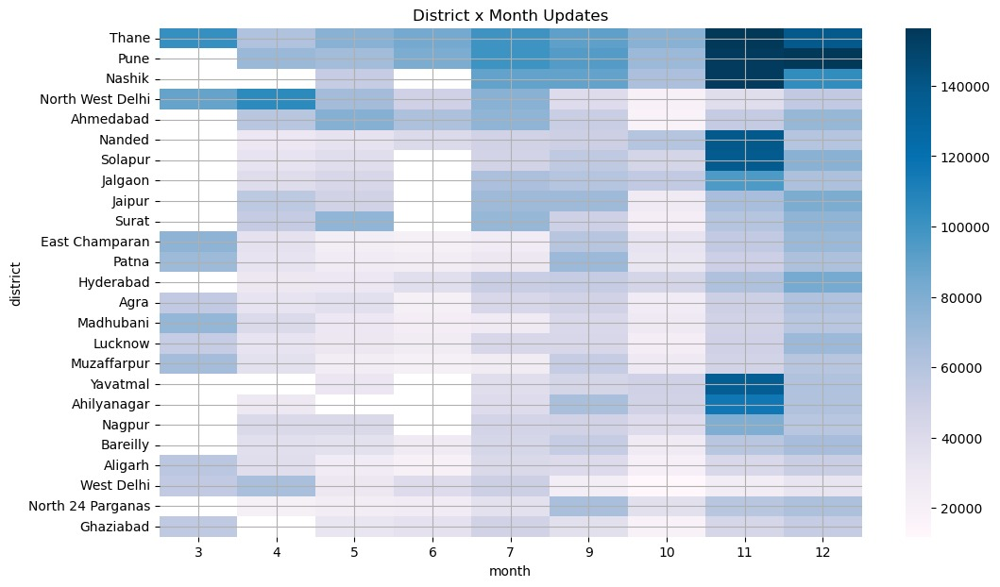 District x Month Updates
district
Thane
Pune
Nashik
North West Delhi
Ahmedabad
Nanded
Solapur
Jalgaon
Jaipur
Surat
East Champaran
Patna
Hyderabad
Agra
Madhubani
Lucknow
Muzaffarpur
Yavatmal
Ahilyanagar
Nagpur
Bareilly
Aligarh
West Delhi
North 24 Parganas
Ghaziabad
3 4 5 6 7 9 10 11 12
month
140000
120000
100000
80000
60000
40000
20000